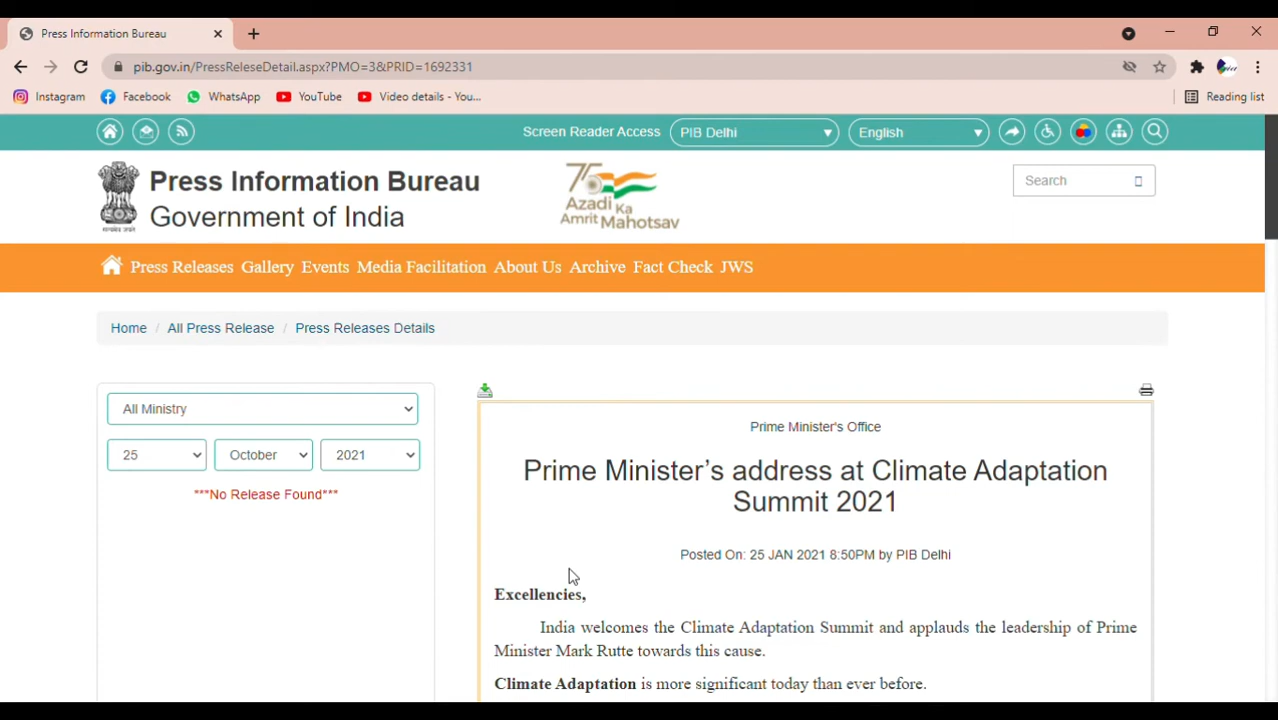 Press Information Bureau
pib.gov.in/PressReleseDetail.aspx?PMO=3&PRID=1692331
Instagram Facebook WhatsApp YouTube Video details - You... Reading list
Screen Reader Access PIB Delhi English
Press Information Bureau
Government of India
75
Azadi Ka
Amrit Mahotsav
Search
Press Releases Gallery Events Media Facilitation About Us Archive Fact Check JWS
Home / All Press Release / Press Releases Details
All Ministry
25 October 2021
***No Release Found***
Prime Minister's Office
Prime Minister’s address at Climate Adaptation
Summit 2021
Posted On: 25 JAN 2021 8:50PM by PIB Delhi
Excellencies,
India welcomes the Climate Adaptation Summit and applauds the leadership of Prime
Minister Mark Rutte towards this cause.
Climate Adaptation is more significant today than ever before.